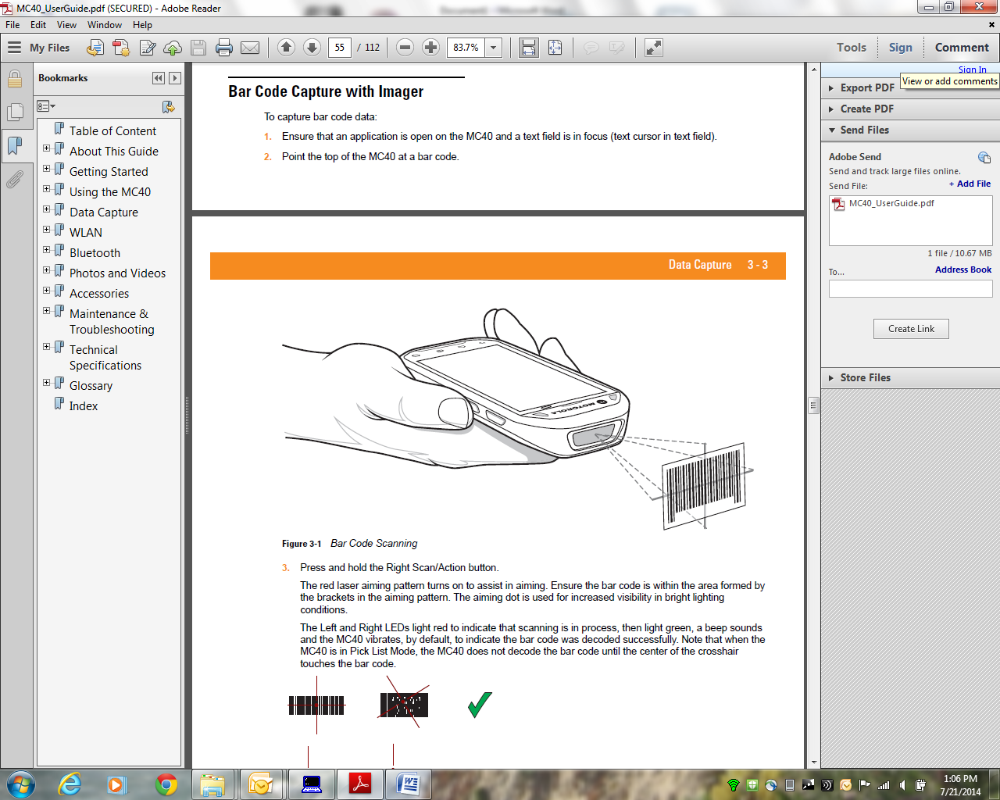 MC40_UserGuide.pdf (SECURED) - Adobe Reader
File Edit View Window Help
My Files 55 / 112 83.7% Tools Sign Comment
Sign In
View or add comments
Bookmarks
Table of Content
About This Guide
Getting Started
Using the MC40
Data Capture
WLAN
Bluetooth
Photos and Videos
Accessories
Maintenance &
Troubleshooting
Technical
Specifications
Glossary
Index
Bar Code Capture with Imager
To capture bar code data:
1. Ensure that an application is open on the MC40 and a text field is in focus (text cursor in text field).
2. Point the top of the MC40 at a bar code.
Data Capture 3 - 3
MOTOROLA
Figure 3-1 Bar Code Scanning
3. Press and hold the Right Scan/Action button.
The red laser aiming pattern turns on to assist in aiming. Ensure the bar code is within the area formed by
the brackets in the aiming pattern. The aiming dot is used for increased visibility in bright lighting
conditions.
The Left and Right LEDs light red to indicate that scanning is in process, then light green, a beep sounds
and the MC40 vibrates, by default, to indicate the bar code was decoded successfully. Note that when the
MC40 is in Pick List Mode, the MC40 does not decode the bar code until the center of the crosshair
touches the bar code.
Export PDF
Create PDF
Send Files
Adobe Send
Send and track large files online.
Send File: + Add File
MC40_UserGuide.pdf
1 file / 10.67 MB
To... Address Book
Create Link
Store Files
1:06 PM
7/21/2014